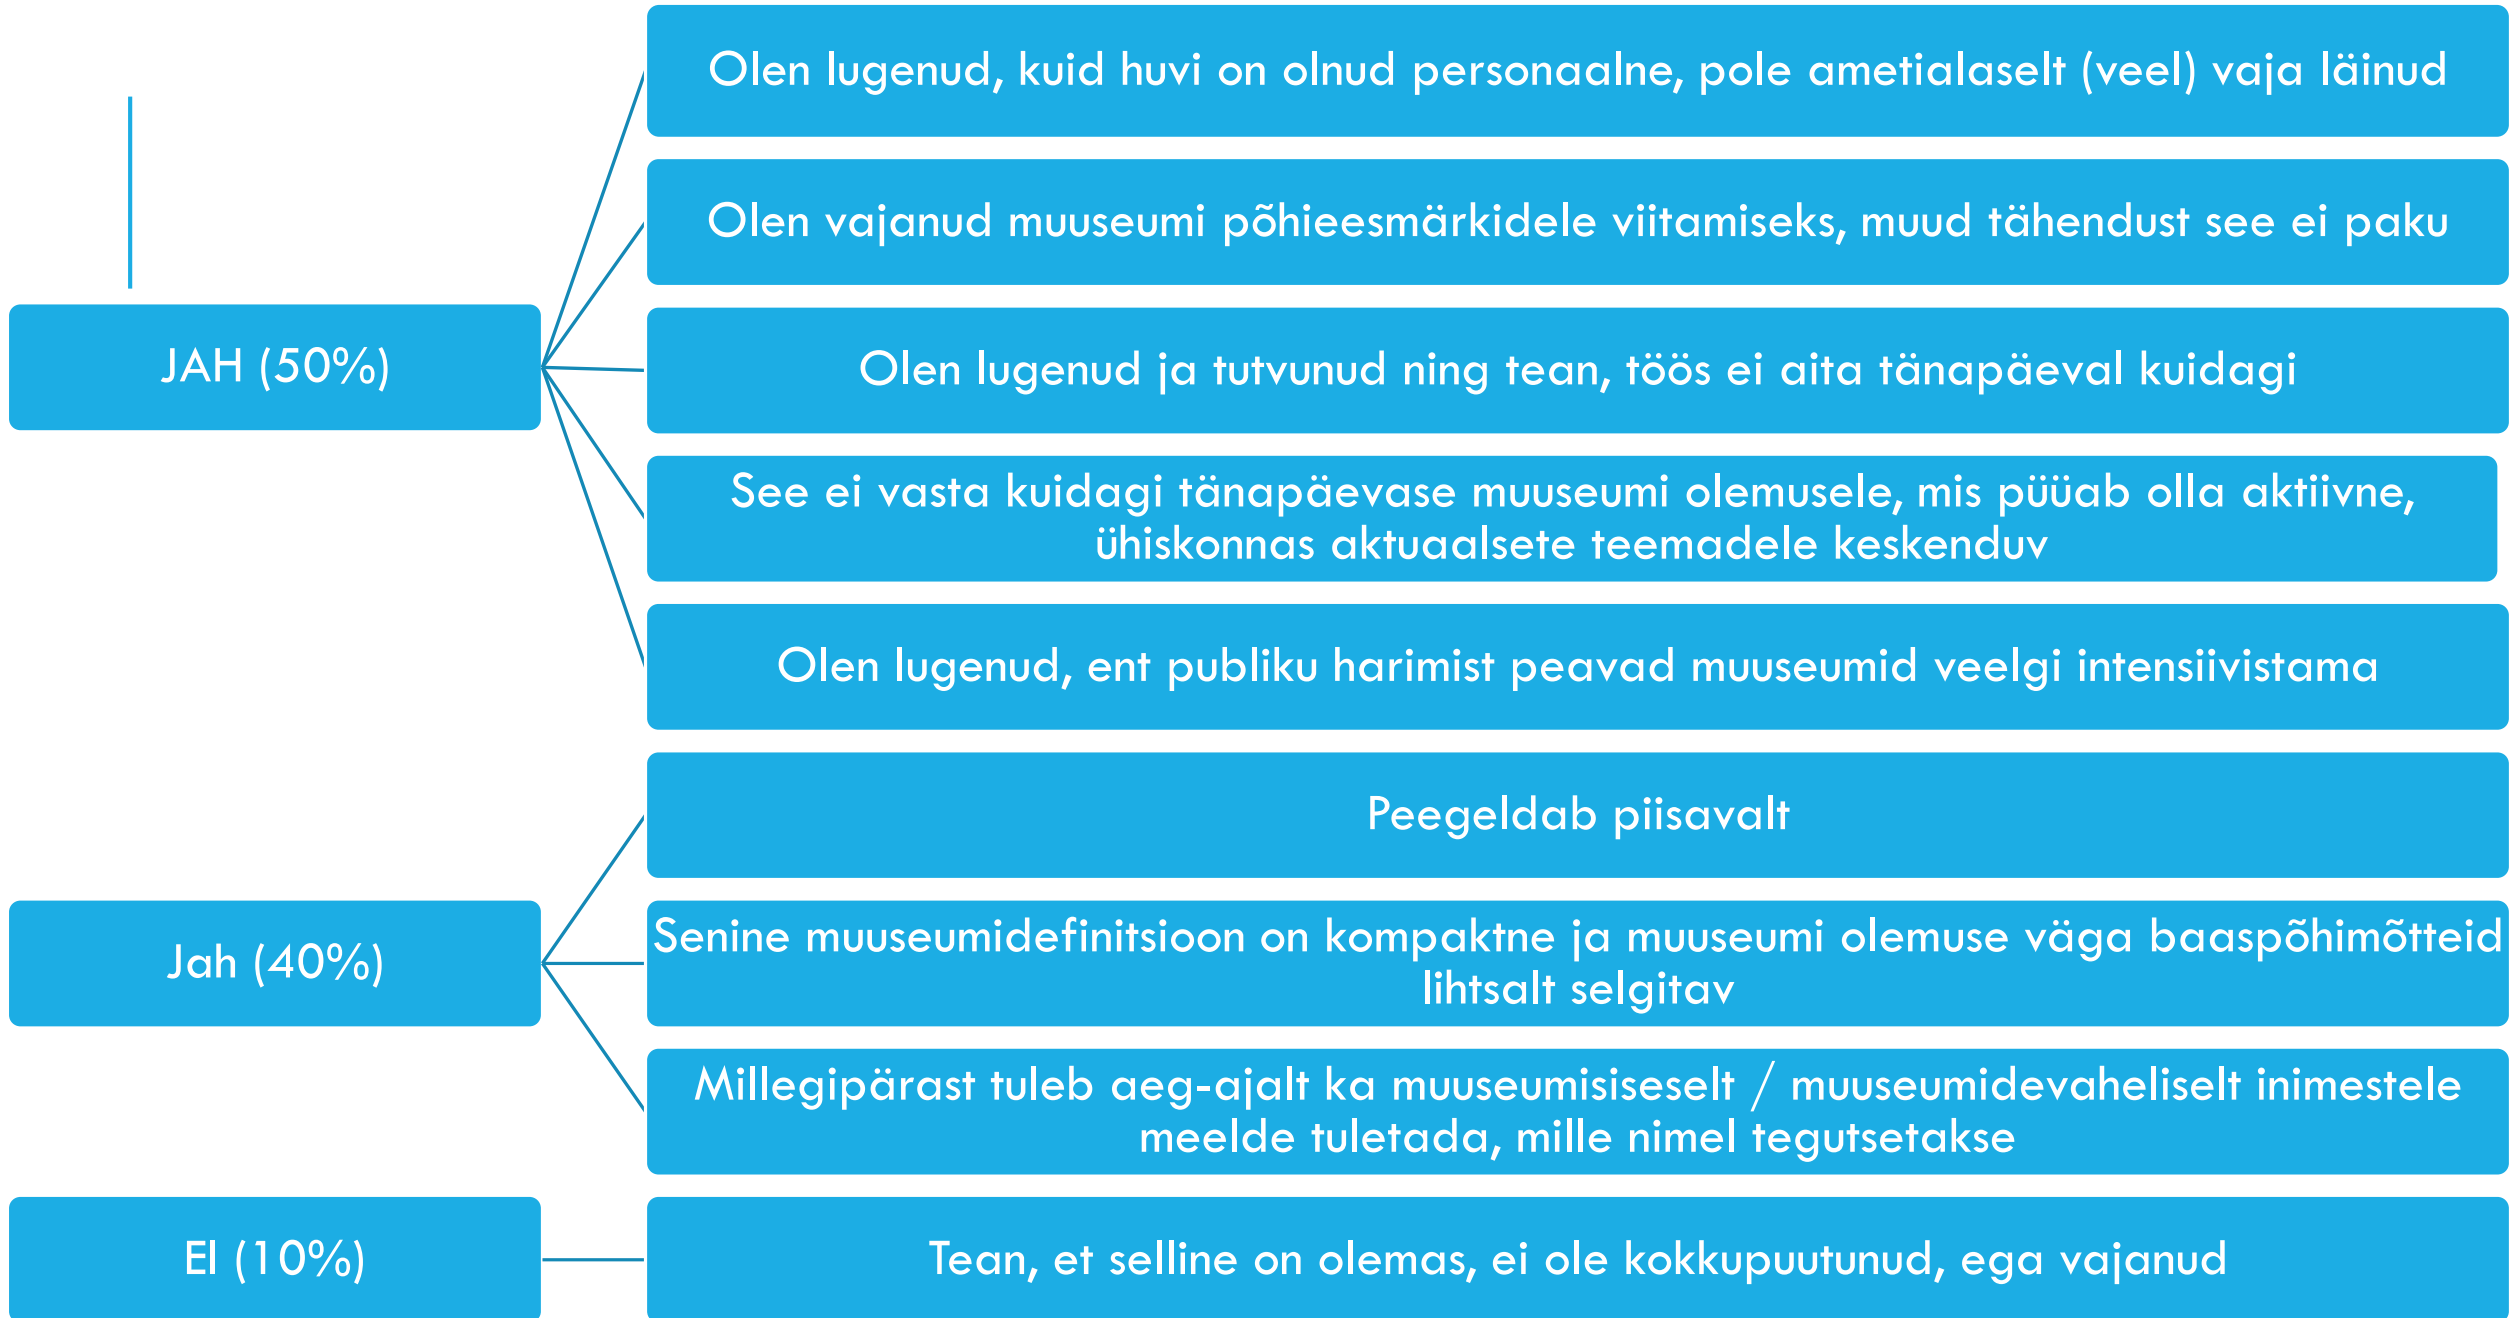 JAH (50%)
Olen lugenud, kuid huvi on olnud personaalne, pole ametialaselt (veel) vaja läinud
Olen vajanud muuseumi põhieesmärkidele viitamiseks, muud tähendust see ei paku
Olen lugenud ja tutvunud ning tean, töös ei aita tänapäeval kuidagi
See ei vasta kuidagi tänapäevase muuseumi olemusele, mis püüab olla aktiivne,
ühiskonnas aktuaalsete teemadele keskenduv
Olen lugenud, ent publiku harimist peavad muuseumid veelgi intensiivistama
Jah (40%)
Peegeldab piisavalt
Senine muuseumidefinitsioon on kompaktne ja muuseumi olemuse väga baaspõhimõtteid
lihtsalt selgitav
Millegipärast tuleb aeg-ajalt ka muuseumisiseselt / muuseumidevaheliselt inimestele
meelde tuletada, mille nimel tegutsetakse
EI (10%)
Tean, et selline on olemas, ei ole kokkupuutunud, ega vajanud